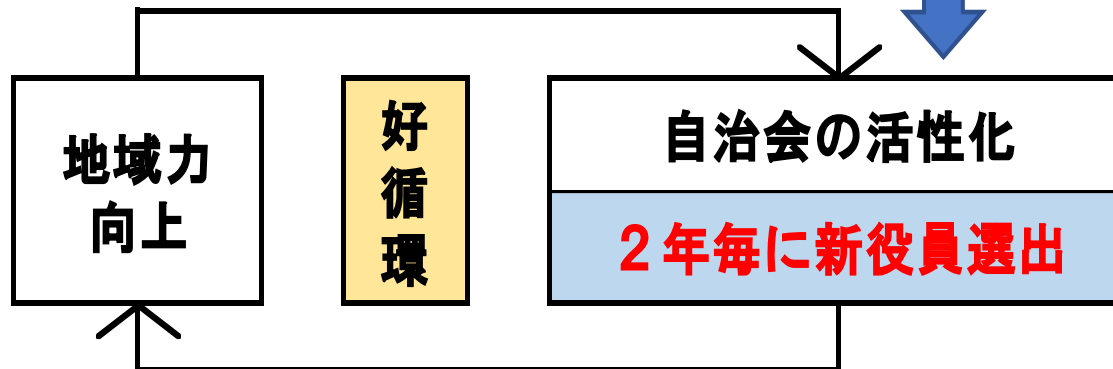 地域力
向上
好
循
環
自治会の活性化
２年毎に新役員選出